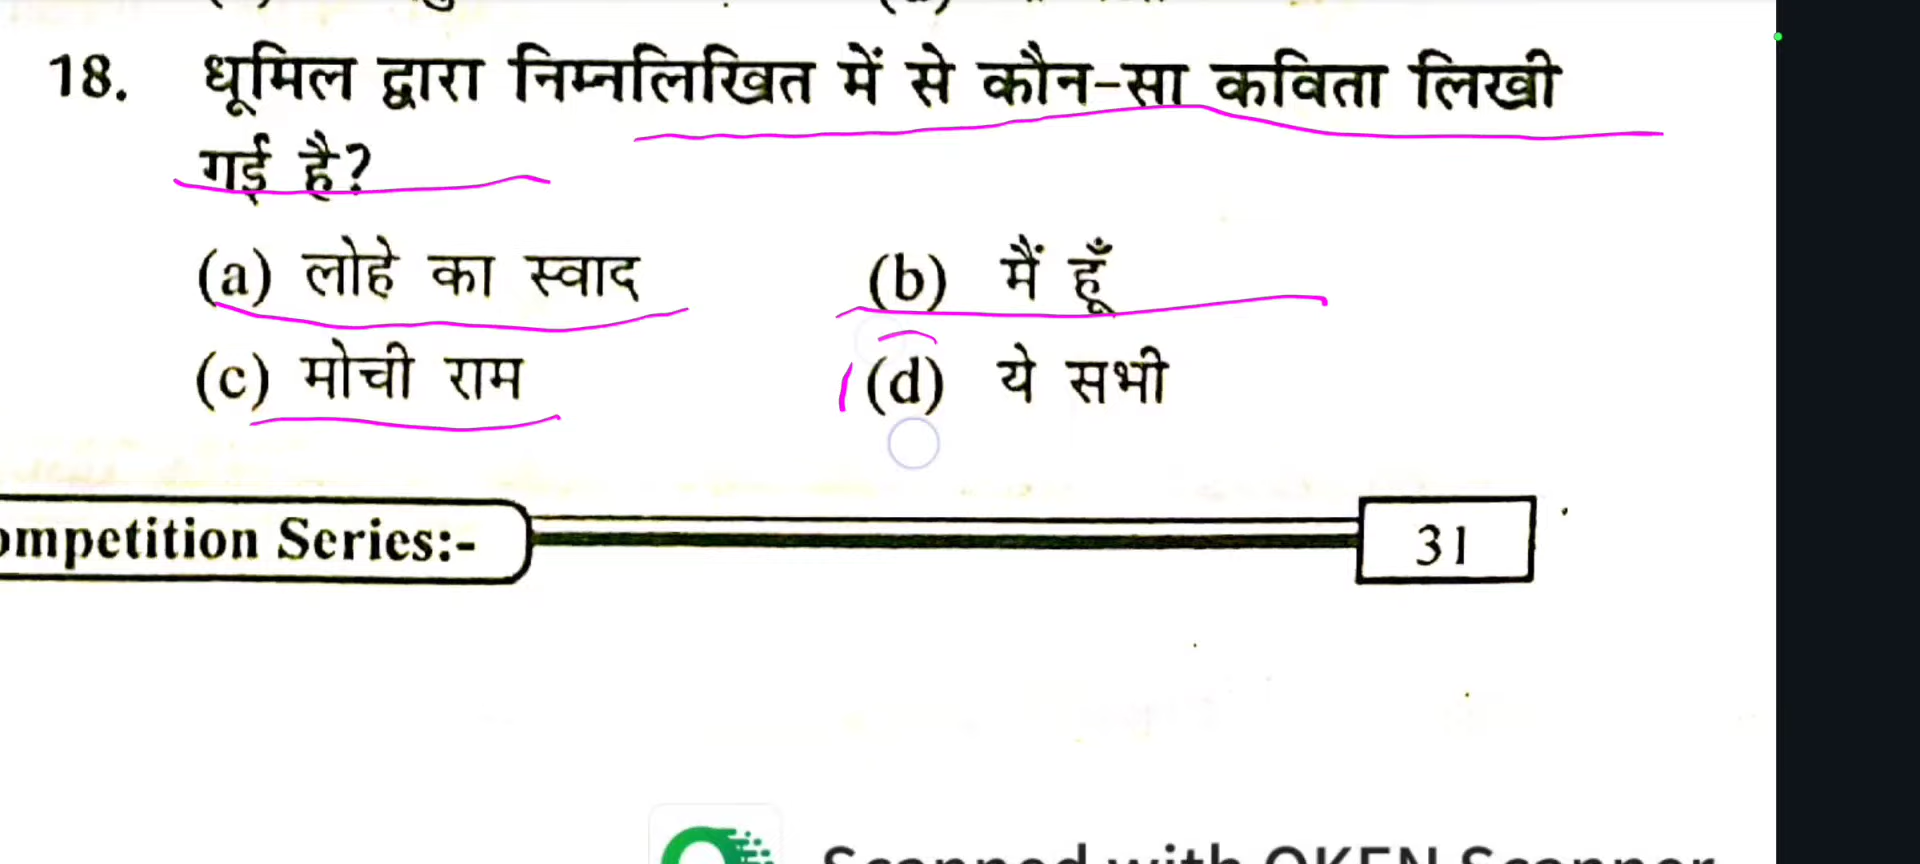 18. धूमिल द्वारा निम्नलिखित में से कौन-सा कविता लिखी
गई है?
(a) लोहे का स्वाद (b) मैं हूँ
(c) मोची राम (d) ये सभी
ompetition Series:- 31
Scanned with OKEN Scanner